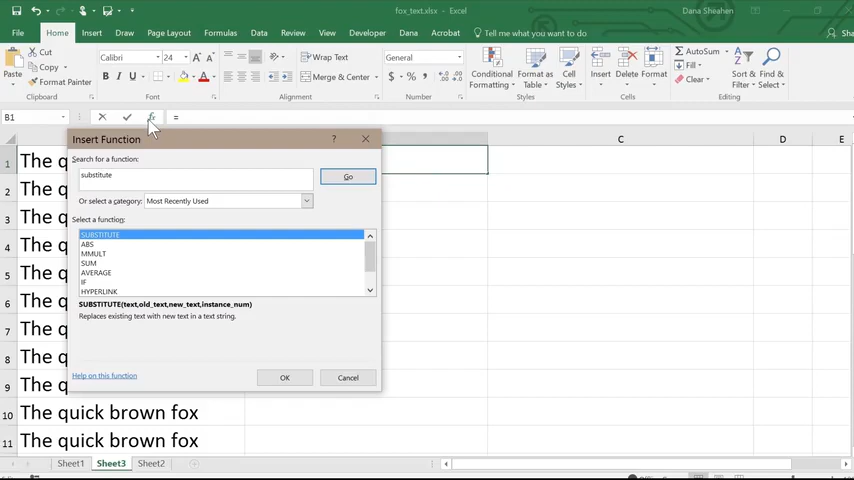 fox_text.xlsx - Excel
Dana Sheahen
File Home Insert Draw Page Layout Formulas Data Review View Developer Dana Acrobat Tell me what you want to do
Paste
Cut
Copy
Format Painter
Clipboard
Calibri 24
B I U
Font
Wrap Text
Merge & Center
Alignment
General
$ % ,
Number
Conditional Formatting
Format as Table
Cell Styles
Styles
Insert Delete Format
Cells
AutoSum
Fill
Clear
Sort & Filter
Find & Select
Editing
B1 fx =
C D E
1 The q
2 The q
3 The q
4 The q
5 The q
6 The q
7 The q
8 The q
9 The q
10 The quick brown fox
11 The quick brown fox
Insert Function ?
Search for a function:
substitute
Go
Or select a category: Most Recently Used
Select a function:
SUBSTITUTE
ABS
MMULT
SUM
AVERAGE
IF
HYPERLINK
SUBSTITUTE(text,old_text,new_text,instance_num)
Replaces existing text with new text in a text string.
Help on this function
OK Cancel
Sheet1 Sheet3 Sheet2